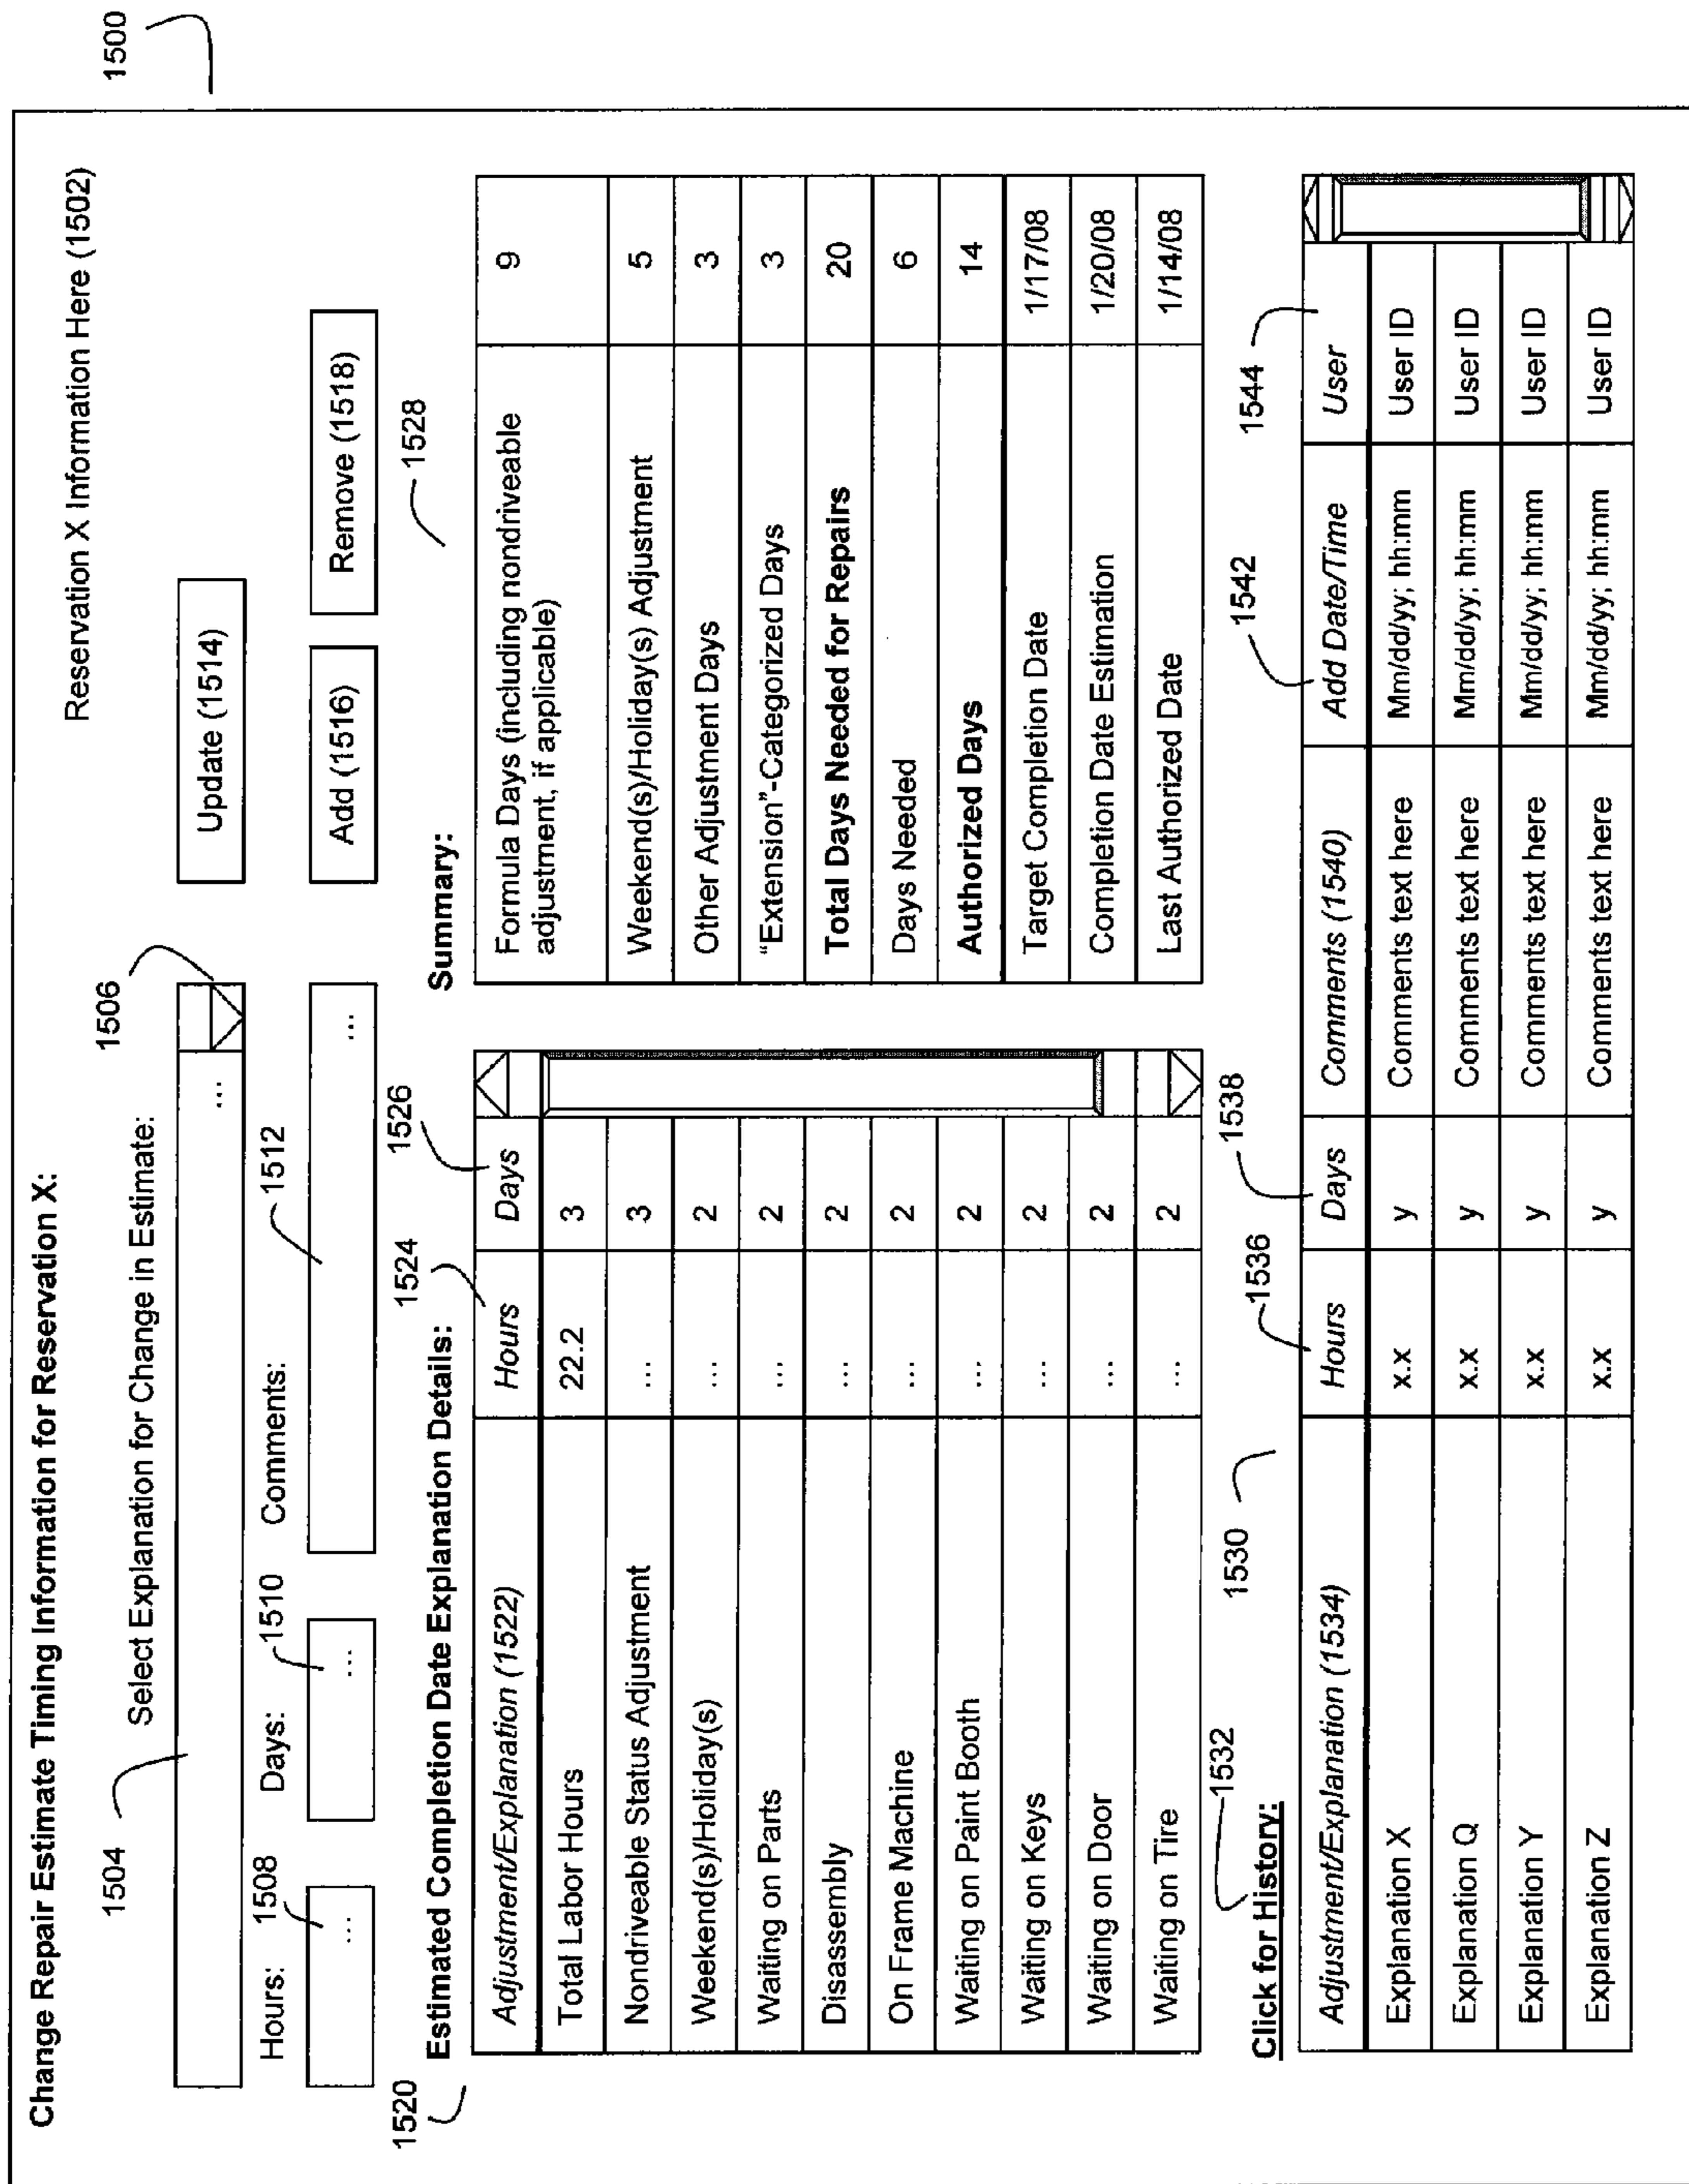 1500
Change Repair Estimate Timing Information for Reservation X:
Reservation X Information Here (1502)
1504
Select Explanation for Change in Estimate:
1506
...
Update (1514)
Hours:
1508
Days:
1510
Comments:
1512
...
...
...
Add (1516)
Remove (1518)
1520
Estimated Completion Date Explanation Details:
1524
1526
Adjustment/Explanation (1522) Hours Days
Total Labor Hours 22.2 3
Nondriveable Status Adjustment ... 3
Weekend(s)/Holiday(s) ... 2
Waiting on Parts ... 2
Disassembly ... 2
On Frame Machine ... 2
Waiting on Paint Booth ... 2
Waiting on Keys ... 2
Waiting on Door ... 2
Waiting on Tire ... 2
Summary:
1528
Formula Days (including nondriveable
adjustment, if applicable) 9
Weekend(s)/Holiday(s) Adjustment 5
Other Adjustment Days 3
“Extension”-Categorized Days 3
Total Days Needed for Repairs 20
Days Needed 6
Authorized Days 14
Target Completion Date 1/17/08
Completion Date Estimation 1/20/08
Last Authorized Date 1/14/08
Click for History:
1532
1530
1536
1538
1542
1544
Adjustment/Explanation (1534) Hours Days Comments (1540) Add Date/Time User
Explanation X x.x y Comments text here Mm/dd/yy; hh:mm User ID
Explanation Q x.x y Comments text here Mm/dd/yy; hh:mm User ID
Explanation Y x.x y Comments text here Mm/dd/yy; hh:mm User ID
Explanation Z x.x y Comments text here Mm/dd/yy; hh:mm User ID